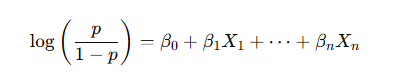 log(p/(1−p)) = β₀ + β₁X₁ + ⋯ + βₙXₙ